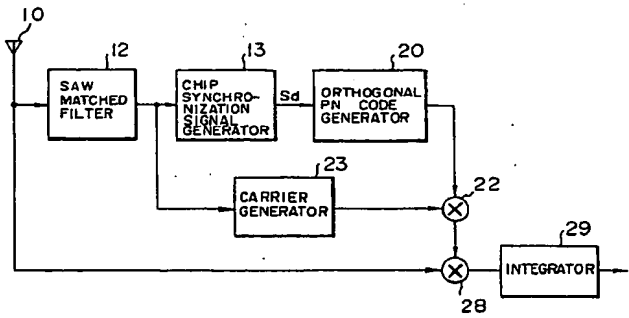 10
12
13
20
SAW
MATCHED
FILTER
CHIP
SYNCHRO-
NIZATION
SIGNAL
GENERATOR
Sd
ORTHOGONAL
PN CODE
GENERATOR
23
CARRIER
GENERATOR
22
29
INTEGRATOR
28